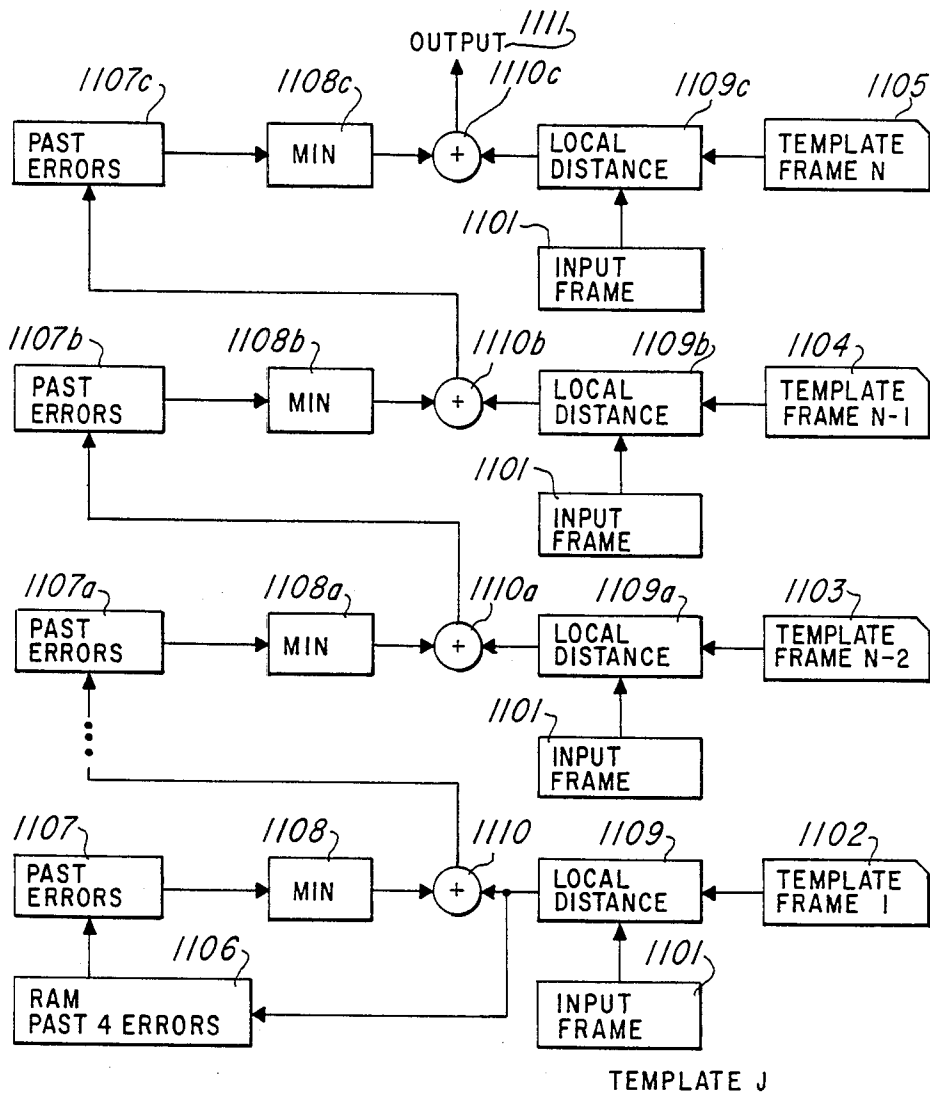 OUTPUT 1111
1107c 1108c 1110c 1109c 1105
PAST ERRORS
MIN
+
LOCAL DISTANCE
TEMPLATE FRAME N
1101
INPUT FRAME
1107b 1108b 1110b 1109b 1104
PAST ERRORS
MIN
+
LOCAL DISTANCE
TEMPLATE FRAME N-1
1101
INPUT FRAME
1107a 1108a 1110a 1109a 1103
PAST ERRORS
MIN
+
LOCAL DISTANCE
TEMPLATE FRAME N-2
1101
INPUT FRAME
1107 1108 1110 1109 1102
PAST ERRORS
MIN
+
LOCAL DISTANCE
TEMPLATE FRAME 1
1106
RAM
PAST 4 ERRORS
1101
INPUT FRAME
TEMPLATE J